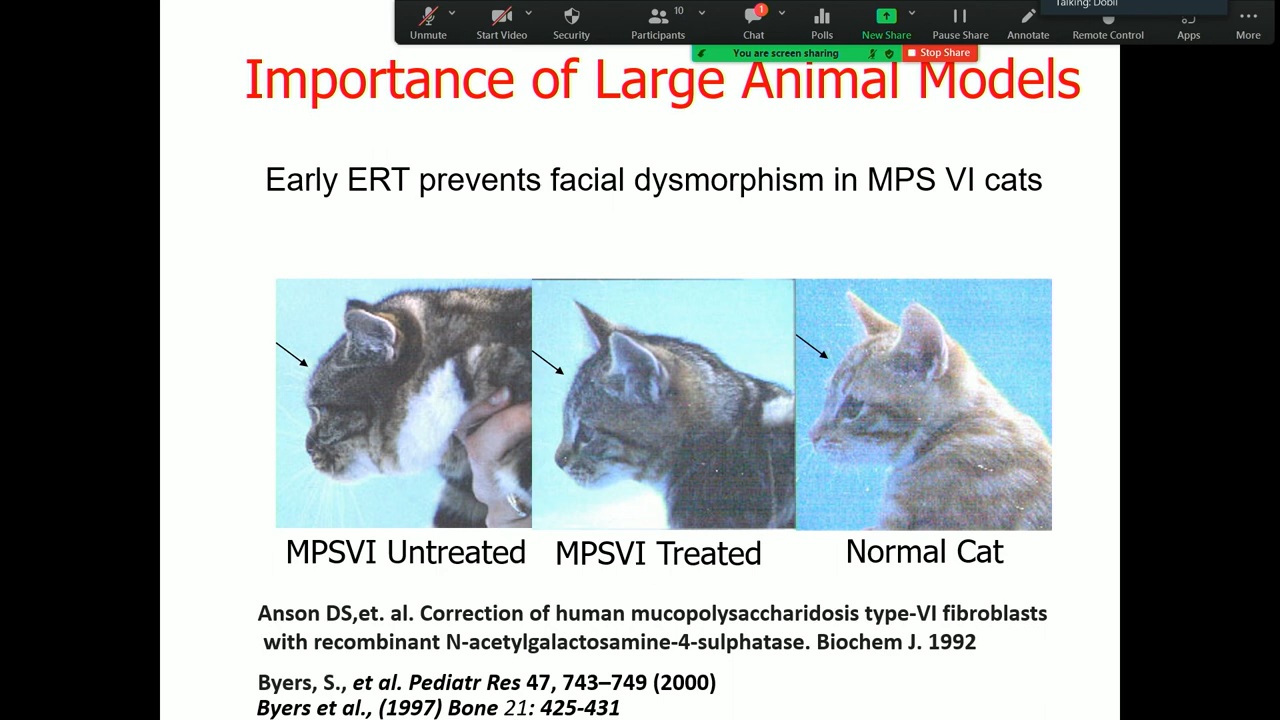 Talking: Dobil
Unmute
Start Video
Security
Participants 10
Chat 1
Polls
New Share
Pause Share
Annotate
Remote Control
Apps
More
You are screen sharing
Stop Share
Importance of Large Animal Models
Early ERT prevents facial dysmorphism in MPS VI cats
MPSVI Untreated
MPSVI Treated
Normal Cat
Anson DS,et. al. Correction of human mucopolysaccharidosis type-VI fibroblasts
with recombinant N-acetylgalactosamine-4-sulphatase. Biochem J. 1992
Byers, S., et al. Pediatr Res 47, 743–749 (2000)
Byers et al., (1997) Bone 21: 425-431